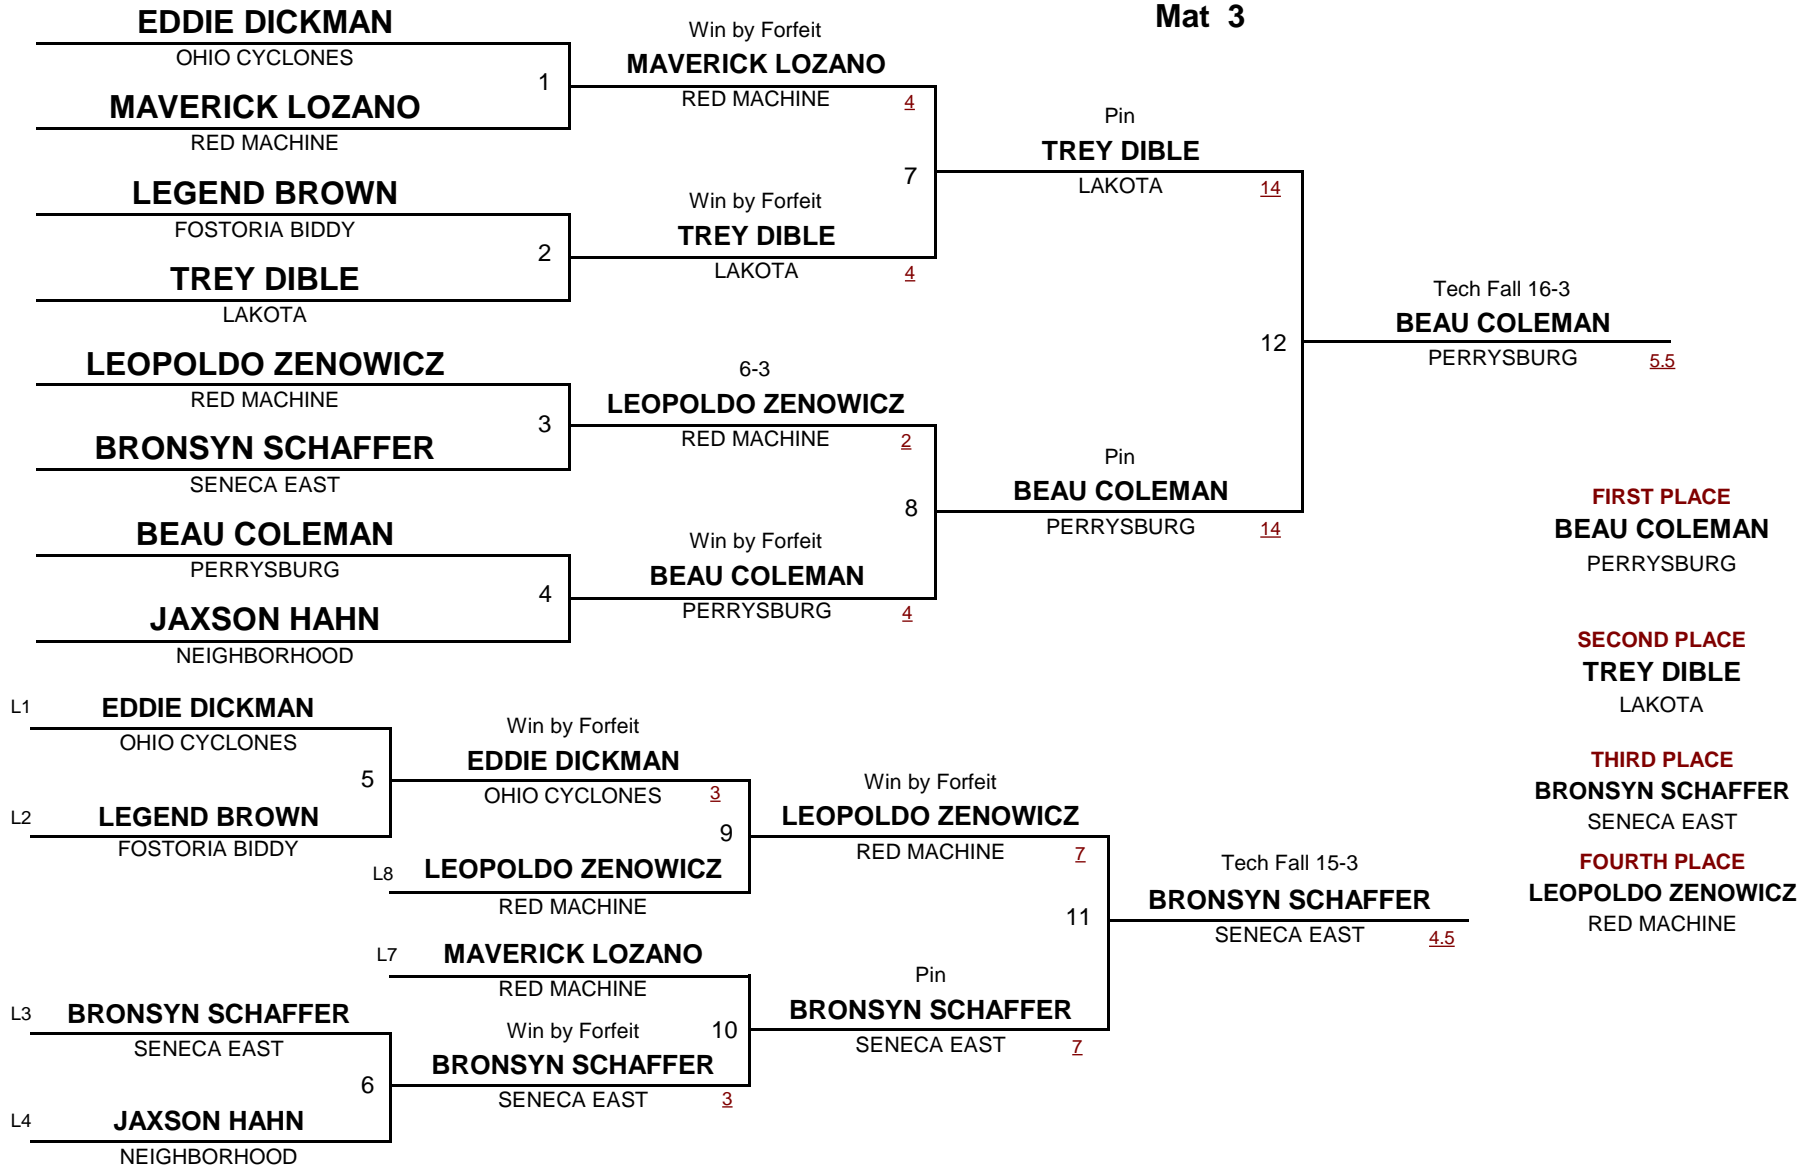 Mat 3
EDDIE DICKMAN
OHIO CYCLONES
1
MAVERICK LOZANO
RED MACHINE
LEGEND BROWN
FOSTORIA BIDDY
2
TREY DIBLE
LAKOTA
LEOPOLDO ZENOWICZ
RED MACHINE
3
BRONSYN SCHAFFER
SENECA EAST
BEAU COLEMAN
PERRYSBURG
4
JAXSON HAHN
NEIGHBORHOOD
Win by Forfeit
MAVERICK LOZANO
RED MACHINE 4
7
Win by Forfeit
TREY DIBLE
LAKOTA 4
6-3
LEOPOLDO ZENOWICZ
RED MACHINE 2
8
Win by Forfeit
BEAU COLEMAN
PERRYSBURG 4
Pin
TREY DIBLE
LAKOTA 14
12
Pin
BEAU COLEMAN
PERRYSBURG 14
Tech Fall 16-3
BEAU COLEMAN
PERRYSBURG 5.5
L1 EDDIE DICKMAN
OHIO CYCLONES
5
L2 LEGEND BROWN
FOSTORIA BIDDY
L3 BRONSYN SCHAFFER
SENECA EAST
6
L4 JAXSON HAHN
NEIGHBORHOOD
Win by Forfeit
EDDIE DICKMAN
OHIO CYCLONES 3
9
L8 LEOPOLDO ZENOWICZ
RED MACHINE
L7 MAVERICK LOZANO
RED MACHINE
Win by Forfeit 10
BRONSYN SCHAFFER
SENECA EAST 3
Win by Forfeit
LEOPOLDO ZENOWICZ
RED MACHINE 7
11
Pin
BRONSYN SCHAFFER
SENECA EAST 7
Tech Fall 15-3
BRONSYN SCHAFFER
SENECA EAST 4.5
FIRST PLACE
BEAU COLEMAN
PERRYSBURG
SECOND PLACE
TREY DIBLE
LAKOTA
THIRD PLACE
BRONSYN SCHAFFER
SENECA EAST
FOURTH PLACE
LEOPOLDO ZENOWICZ
RED MACHINE